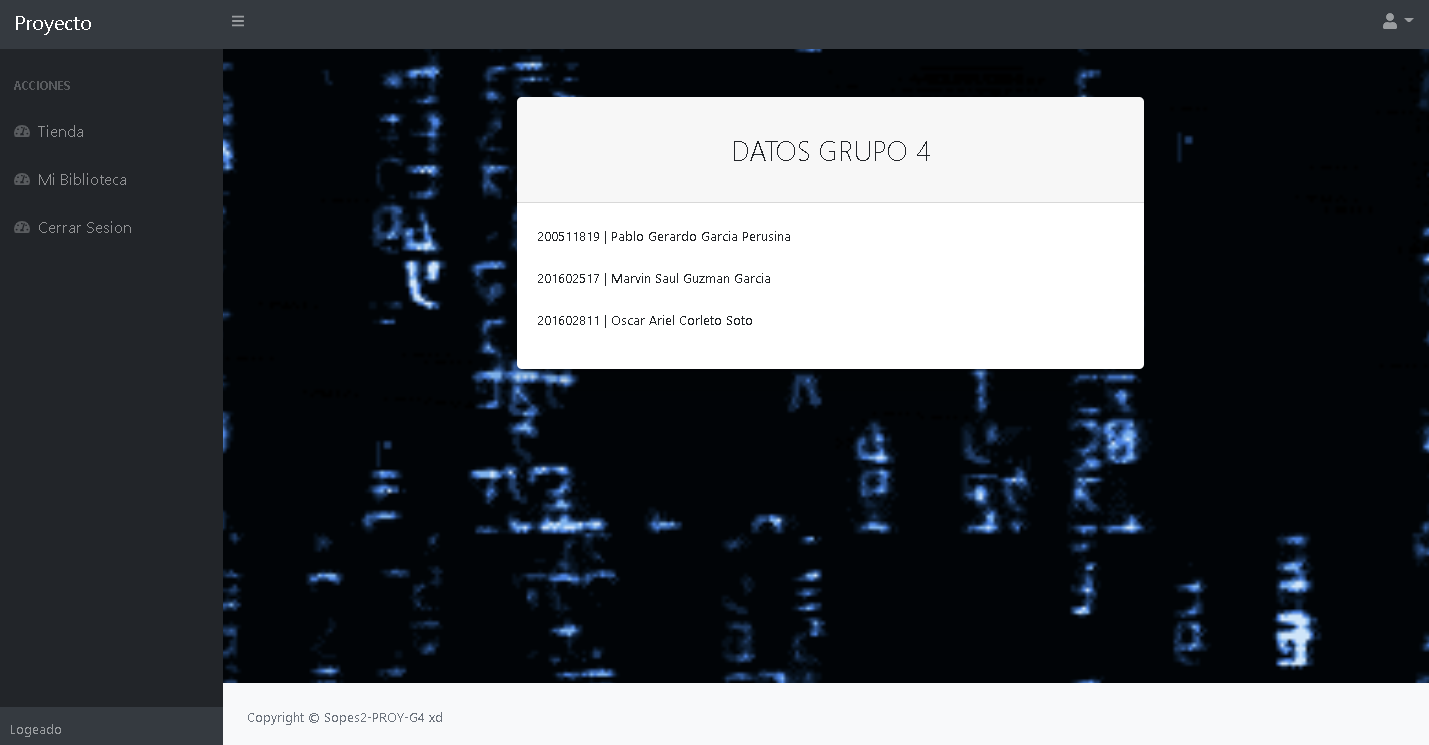 Proyecto
ACCIONES
Tienda
Mi Biblioteca
Cerrar Sesion
DATOS GRUPO 4
200511819 | Pablo Gerardo Garcia Perusina
201602517 | Marvin Saul Guzman Garcia
201602811 | Oscar Ariel Corleto Soto
Copyright © Sopes2-PROY-G4 xd
Logeado